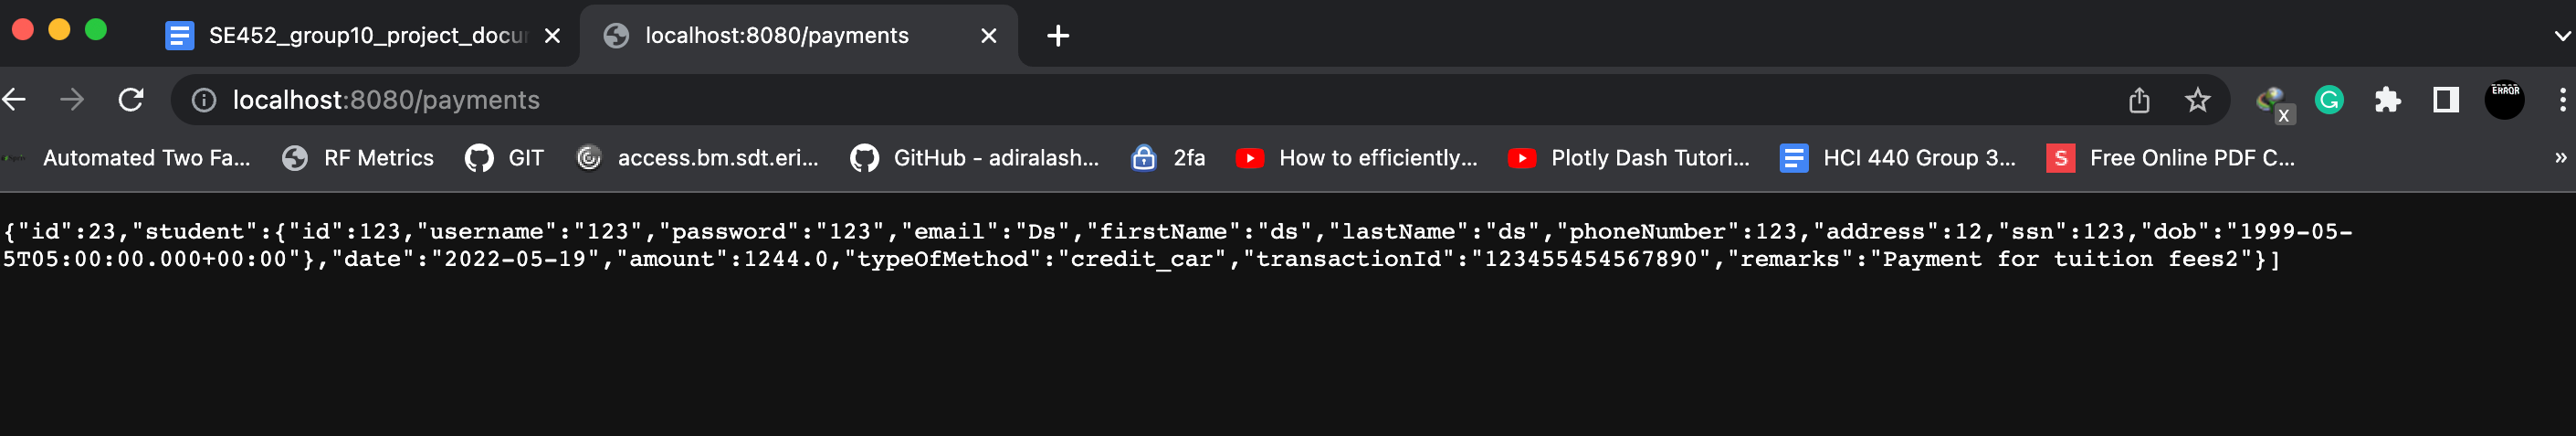 SE452_group10_project_docu
localhost:8080/payments
localhost:8080/payments
X
ERROR
Automated Two Fa...
RF Metrics
GIT
access.bm.sdt.eri...
GitHub - adiralash...
2fa
How to efficiently...
Plotly Dash Tutori...
HCI 440 Group 3...
S
Free Online PDF C...
»
{"id":23,"student":{"id":123,"username":"123","password":"123","email":"Ds","firstName":"ds","lastName":"ds","phoneNumber":123,"address":12,"ssn":123,"dob":"1999-05-
5T05:00:00.000+00:00"},"date":"2022-05-19","amount":1244.0,"typeOfMethod":"credit_car","transactionId":"123455454567890","remarks":"Payment for tuition fees2"}]